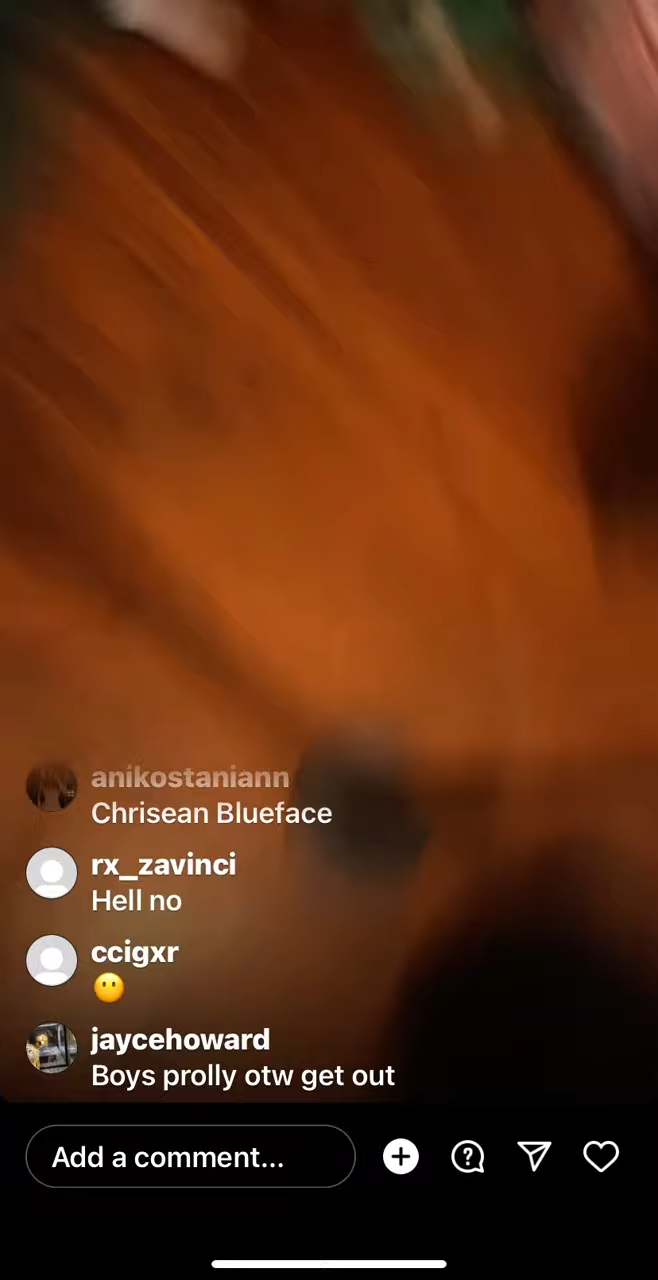 anikostaniann
Chrisean Blueface
rx_zavinci
Hell no
ccigxr
😶
jaycehoward
Boys prolly otw get out
Add a comment...